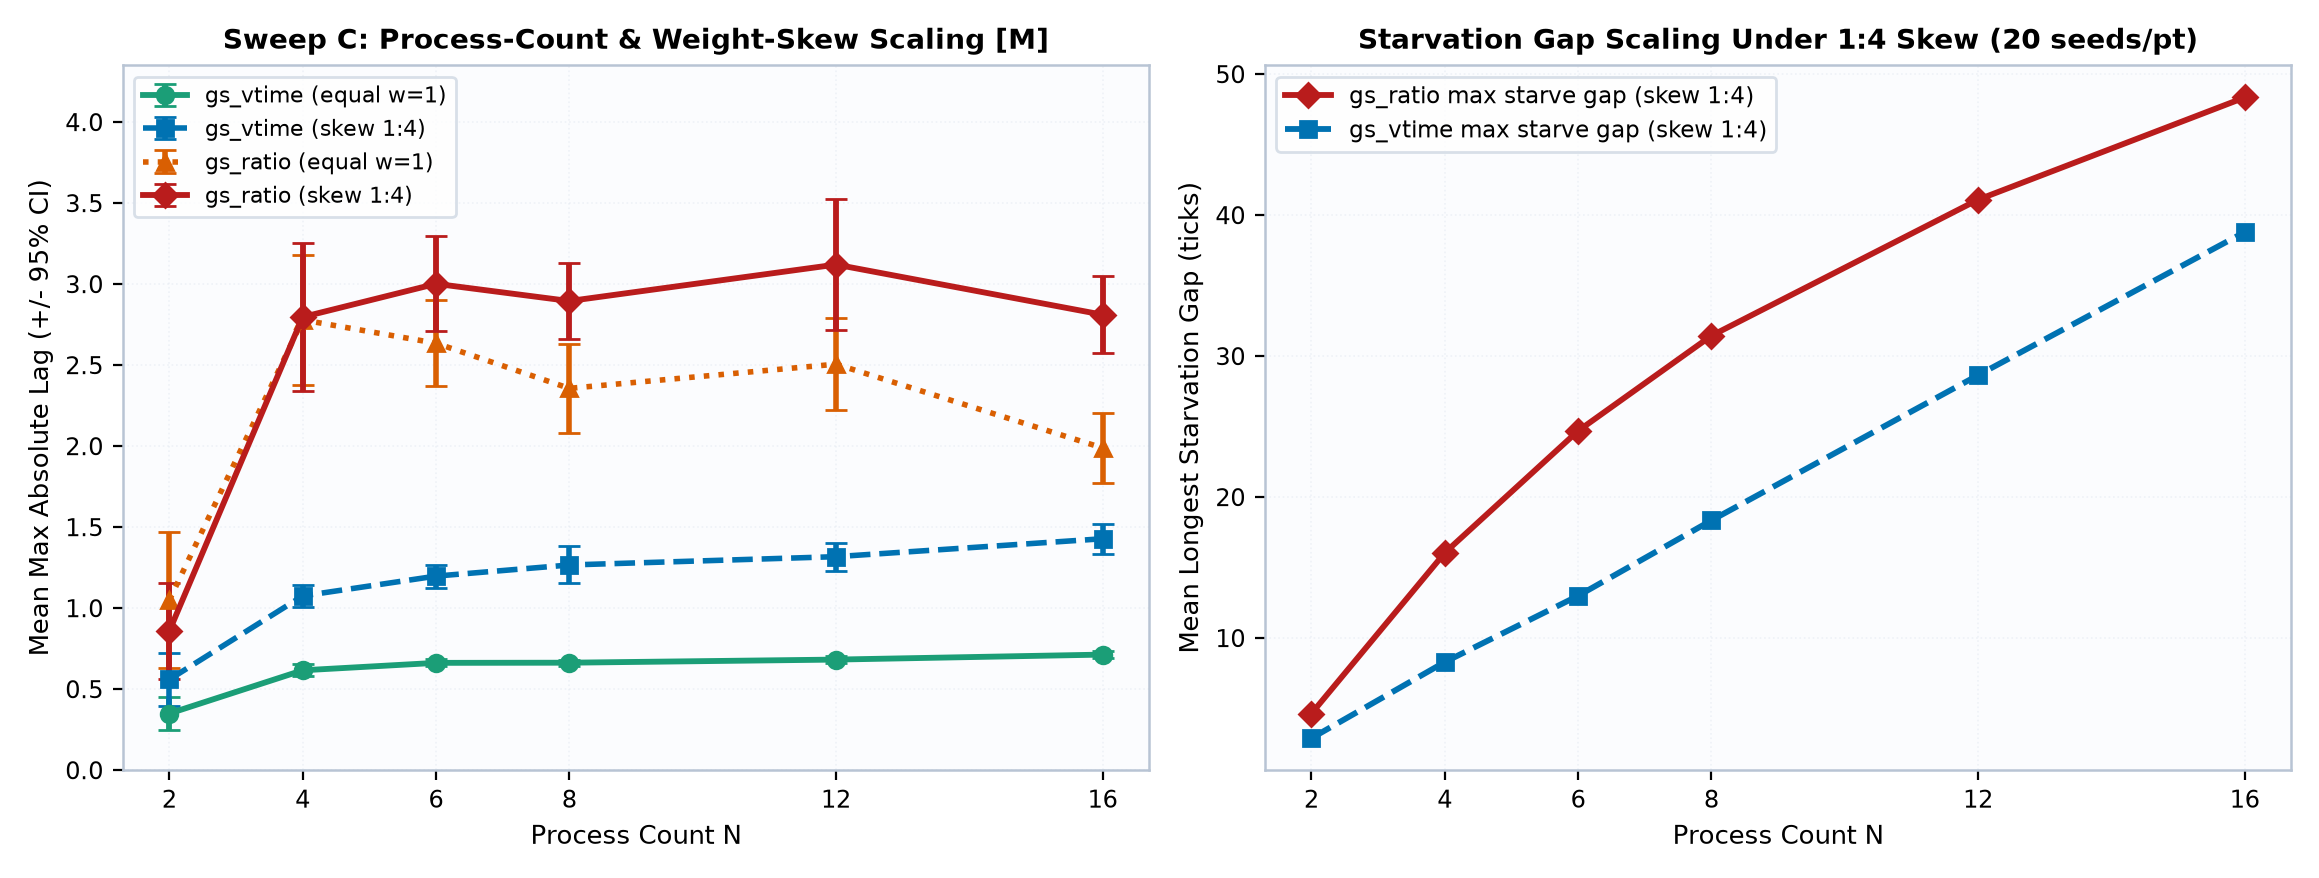 Sweep C: Process-Count & Weight-Skew Scaling [M]
gs_vtime (equal w=1)
gs_vtime (skew 1:4)
gs_ratio (equal w=1)
gs_ratio (skew 1:4)
Mean Max Absolute Lag (+/- 95% CI)
4.0
3.5
3.0
2.5
2.0
1.5
1.0
0.5
0.0
2 4 6 8 12 16
Process Count N
Starvation Gap Scaling Under 1:4 Skew (20 seeds/pt)
gs_ratio max starve gap (skew 1:4)
gs_vtime max starve gap (skew 1:4)
Mean Longest Starvation Gap (ticks)
50
40
30
20
10
2 4 6 8 12 16
Process Count N